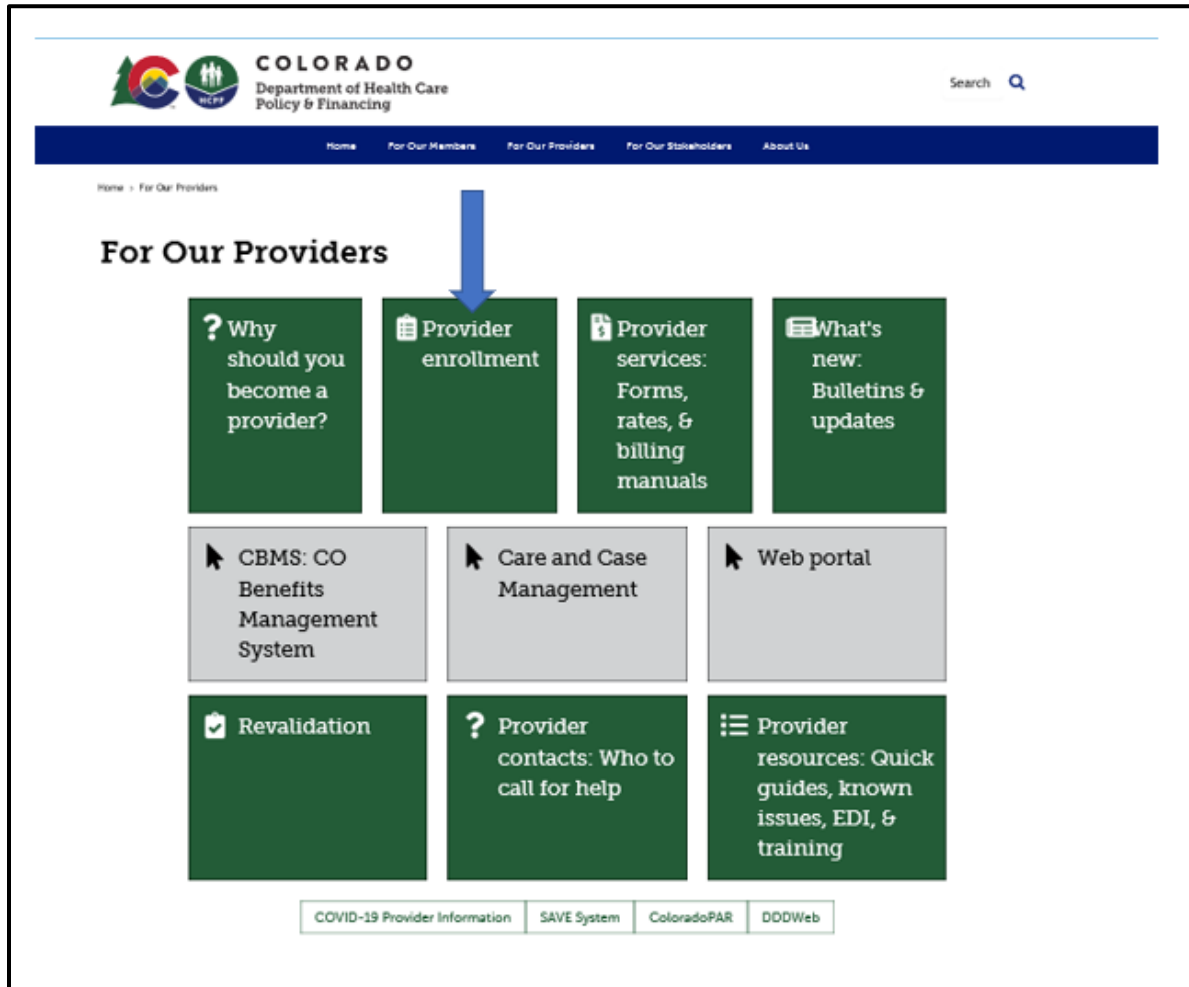 COLORADO
Department of Health Care
Policy & Financing
HCPF
Search
Home For Our Members For Our Providers For Our Stakeholders About Us
Home > For Our Providers
For Our Providers
Why
should you
become a
provider?
Provider
enrollment
Provider
services:
Forms,
rates, &
billing
manuals
What's
new:
Bulletins &
updates
CBMS: CO
Benefits
Management
System
Care and Case
Management
Web portal
Revalidation
Provider
contacts: Who to
call for help
Provider
resources: Quick
guides, known
issues, EDI, &
training
COVID-19 Provider Information SAVE System ColoradoPAR DDDWeb